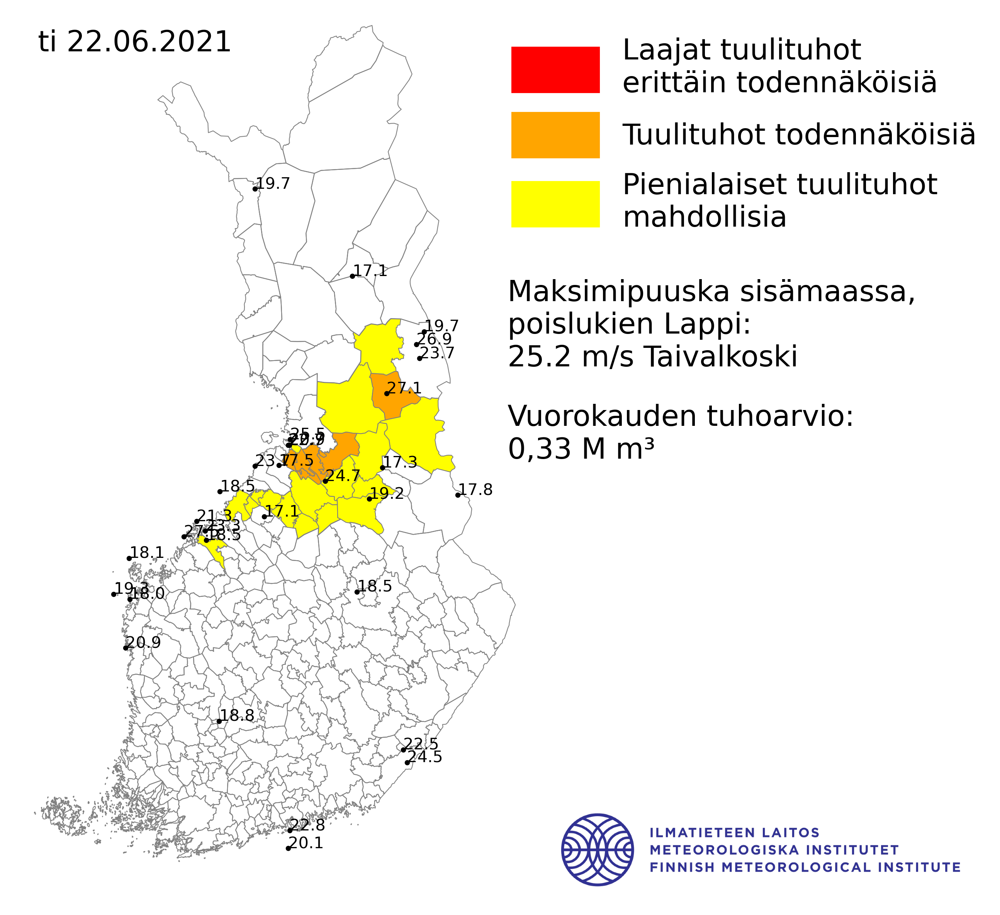 ti 22.06.2021
Laajat tuulituhot
erittäin todennäköisiä
Tuulituhot todennäköisiä
Pienialaiset tuulituhot
mahdollisia
Maksimipuuska sisämaassa,
poislukien Lappi:
25.2 m/s Taivalkoski
Vuorokauden tuhoarvio:
0,33 M m³
19.7
17.1
19.7
26.9
23.7
27.1
25.5
17.5
17.3
24.7
18.5
17.8
19.2
17.1
21.3
23.3
18.5
18.1
18.5
18.0
20.9
18.8
22.5
24.5
22.8
20.1
ILMATIETEEN LAITOS
METEOROLOGISKA INSTITUTET
FINNISH METEOROLOGICAL INSTITUTE